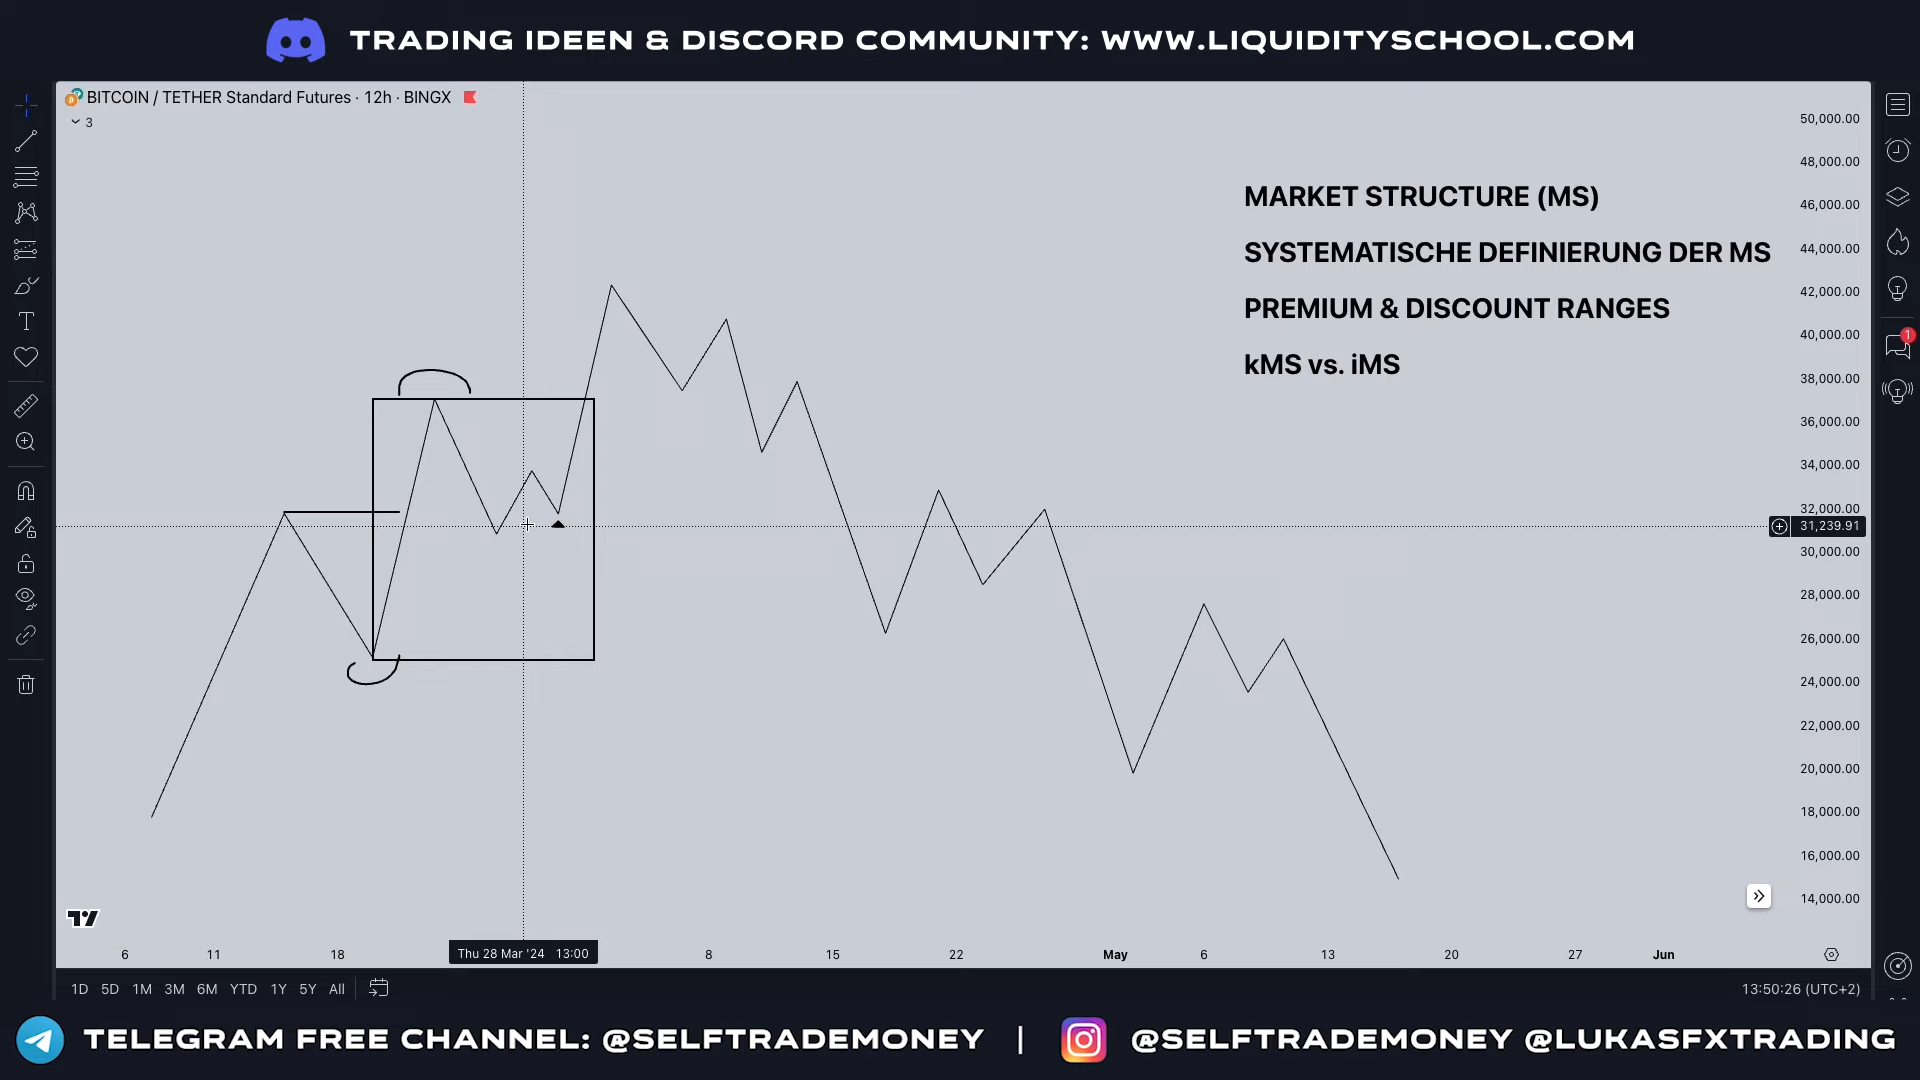 TRADING IDEEN & DISCORD COMMUNITY: WWW.LIQUIDITYSCHOOL.COM
BITCOIN / TETHER Standard Futures · 12h · BINGX
3
MARKET STRUCTURE (MS)
SYSTEMATISCHE DEFINIERUNG DER MS
PREMIUM & DISCOUNT RANGES
kMS vs. iMS
50,000.00
48,000.00
46,000.00
44,000.00
42,000.00
40,000.00
38,000.00
36,000.00
34,000.00
32,000.00
31,239.91
30,000.00
28,000.00
26,000.00
24,000.00
22,000.00
20,000.00
18,000.00
16,000.00
14,000.00
1
6 11 18 Thu 28 Mar '24 13:00 8 15 22 May 6 13 20 27 Jun
1D 5D 1M 3M 6M YTD 1Y 5Y All 13:50:26 (UTC+2)
TELEGRAM FREE CHANNEL: @SELFTRADEMONEY | @SELFTRADEMONEY @LUKASFXTRADING